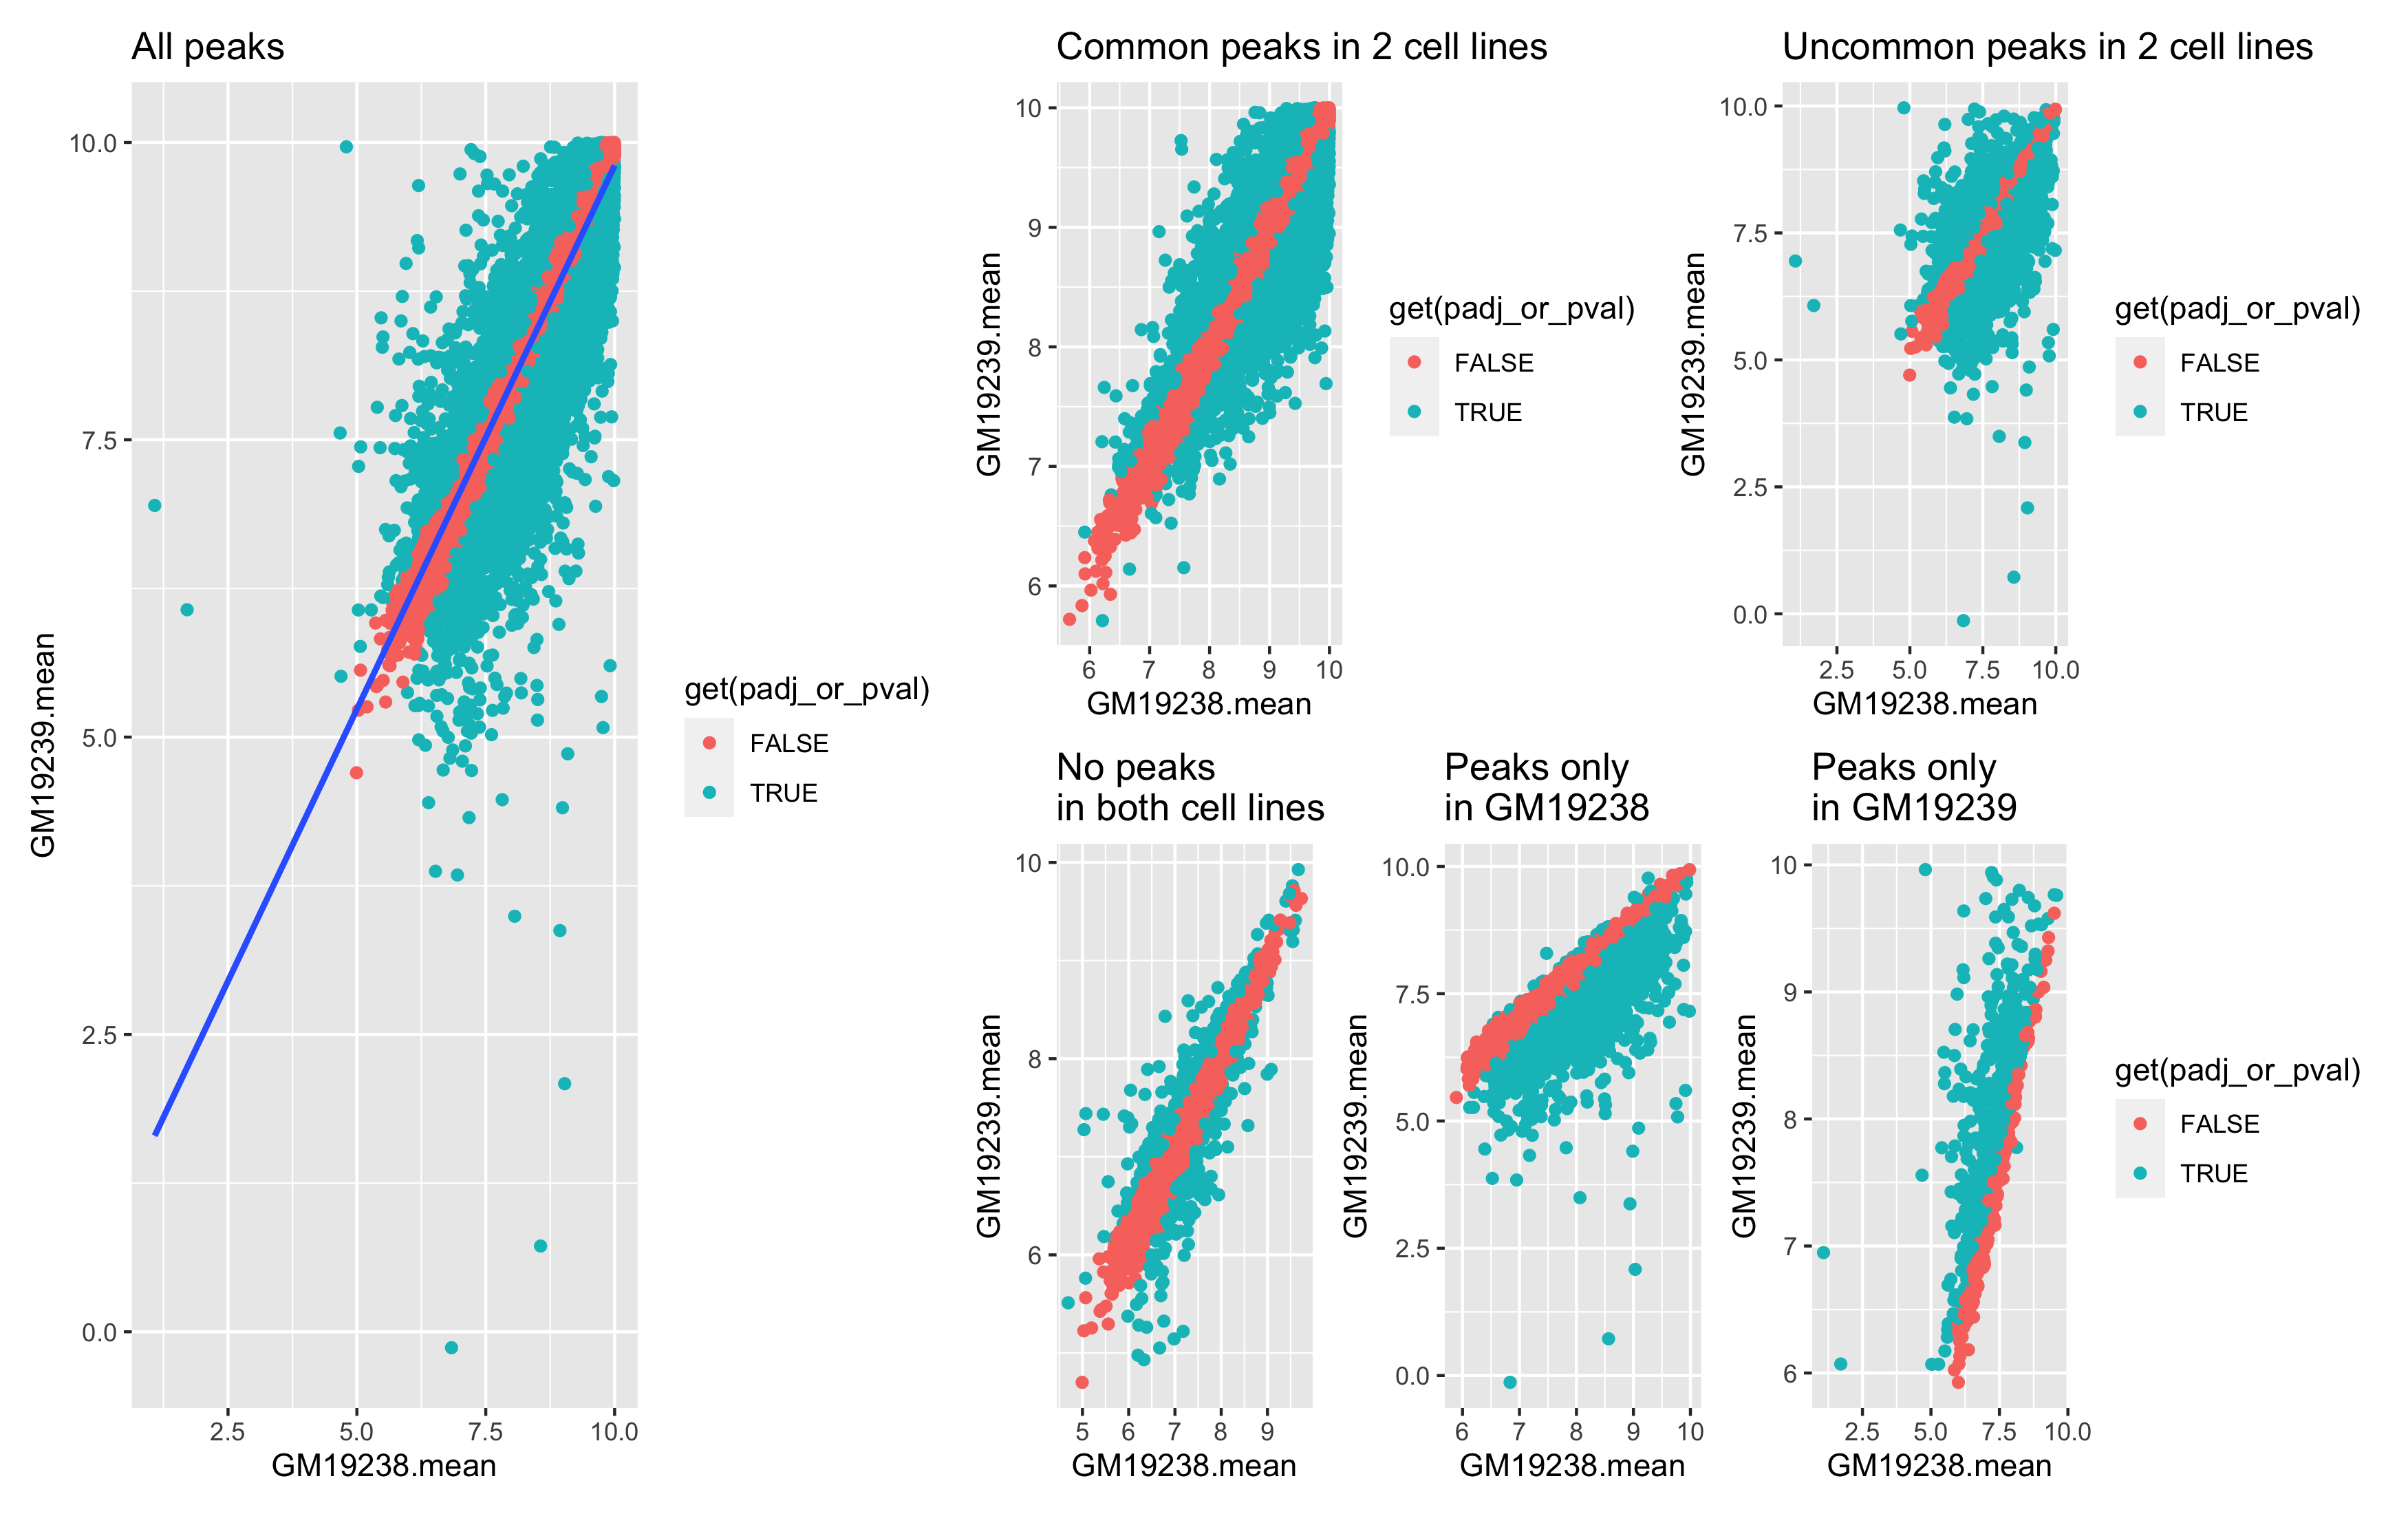 All peaks
10.0
7.5
5.0
2.5
0.0
GM19239.mean
2.5 5.0 7.5 10.0
GM19238.mean
get(padj_or_pval)
FALSE
TRUE
Common peaks in 2 cell lines
10
9
8
7
6
GM19239.mean
6 7 8 9 10
GM19238.mean
get(padj_or_pval)
FALSE
TRUE
Uncommon peaks in 2 cell lines
10.0
7.5
5.0
2.5
0.0
GM19239.mean
2.5 5.0 7.5 10.0
GM19238.mean
get(padj_or_pval)
FALSE
TRUE
No peaks
in both cell lines
10
8
6
GM19239.mean
5 6 7 8 9
GM19238.mean
Peaks only
in GM19238
10.0
7.5
5.0
2.5
0.0
GM19239.mean
6 7 8 9 10
GM19238.mean
Peaks only
in GM19239
10
9
8
7
6
GM19239.mean
2.5 5.0 7.5 10.0
GM19238.mean
get(padj_or_pval)
FALSE
TRUE